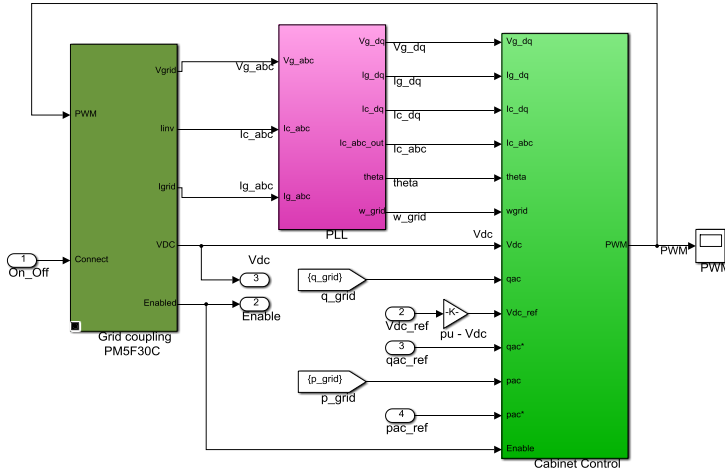 Vgrid
PWM
Iinv
Igrid
Connect
VDC
Enabled
Grid coupling
PM5F30C
1
On_Off
Vg_abc
Ic_abc
Ig_abc
Vdc
3
2
Enable
Vg_abc
Ic_abc
Ig_abc
Vg_dq
Ig_dq
Ic_dq
Ic_abc_out
theta
w_grid
PLL
Vg_dq
Ig_dq
Ic_dq
Ic_abc
theta
w_grid
Vdc
{q_grid}
q_grid
2
Vdc_ref
-K-
pu - Vdc
3
qac_ref
{p_grid}
p_grid
4
pac_ref
Vg_dq
Ig_dq
Ic_dq
Ic_abc
theta
wgrid
Vdc
qac
Vdc_ref
qac*
pac
pac*
Enable
PWM
Cabinet Control
PWM
PWM